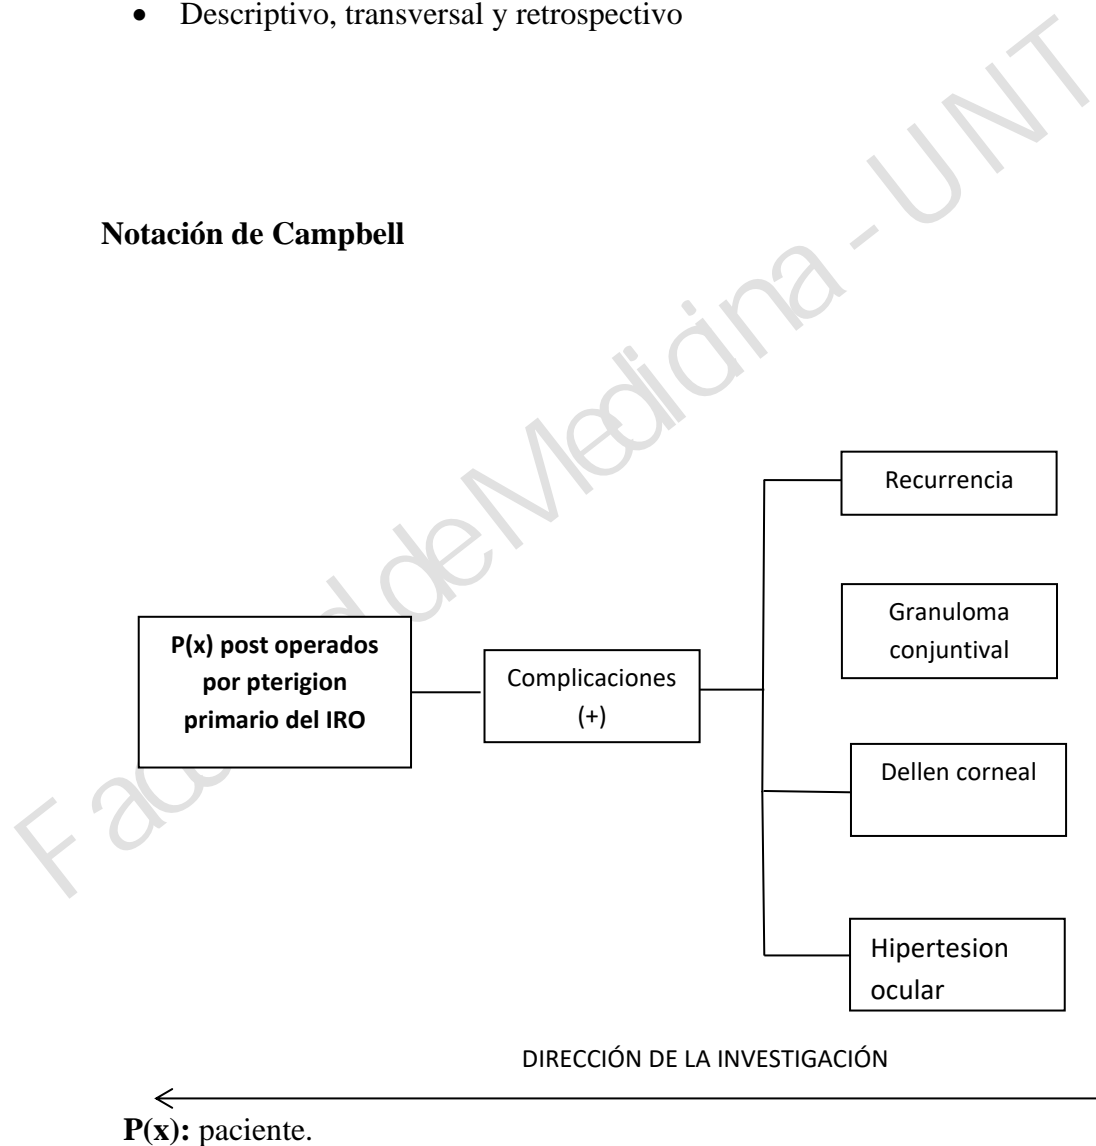 • Descriptivo, transversal y retrospectivo
Notación de Campbell
Recurrencia
Granuloma
conjuntival
P(x) post operados
por pterigion
primario del IRO
Complicaciones
(+)
Dellen corneal
Hipertesion
ocular
DIRECCIÓN DE LA INVESTIGACIÓN
P(x): paciente.
Facultad de Medicina - UNT